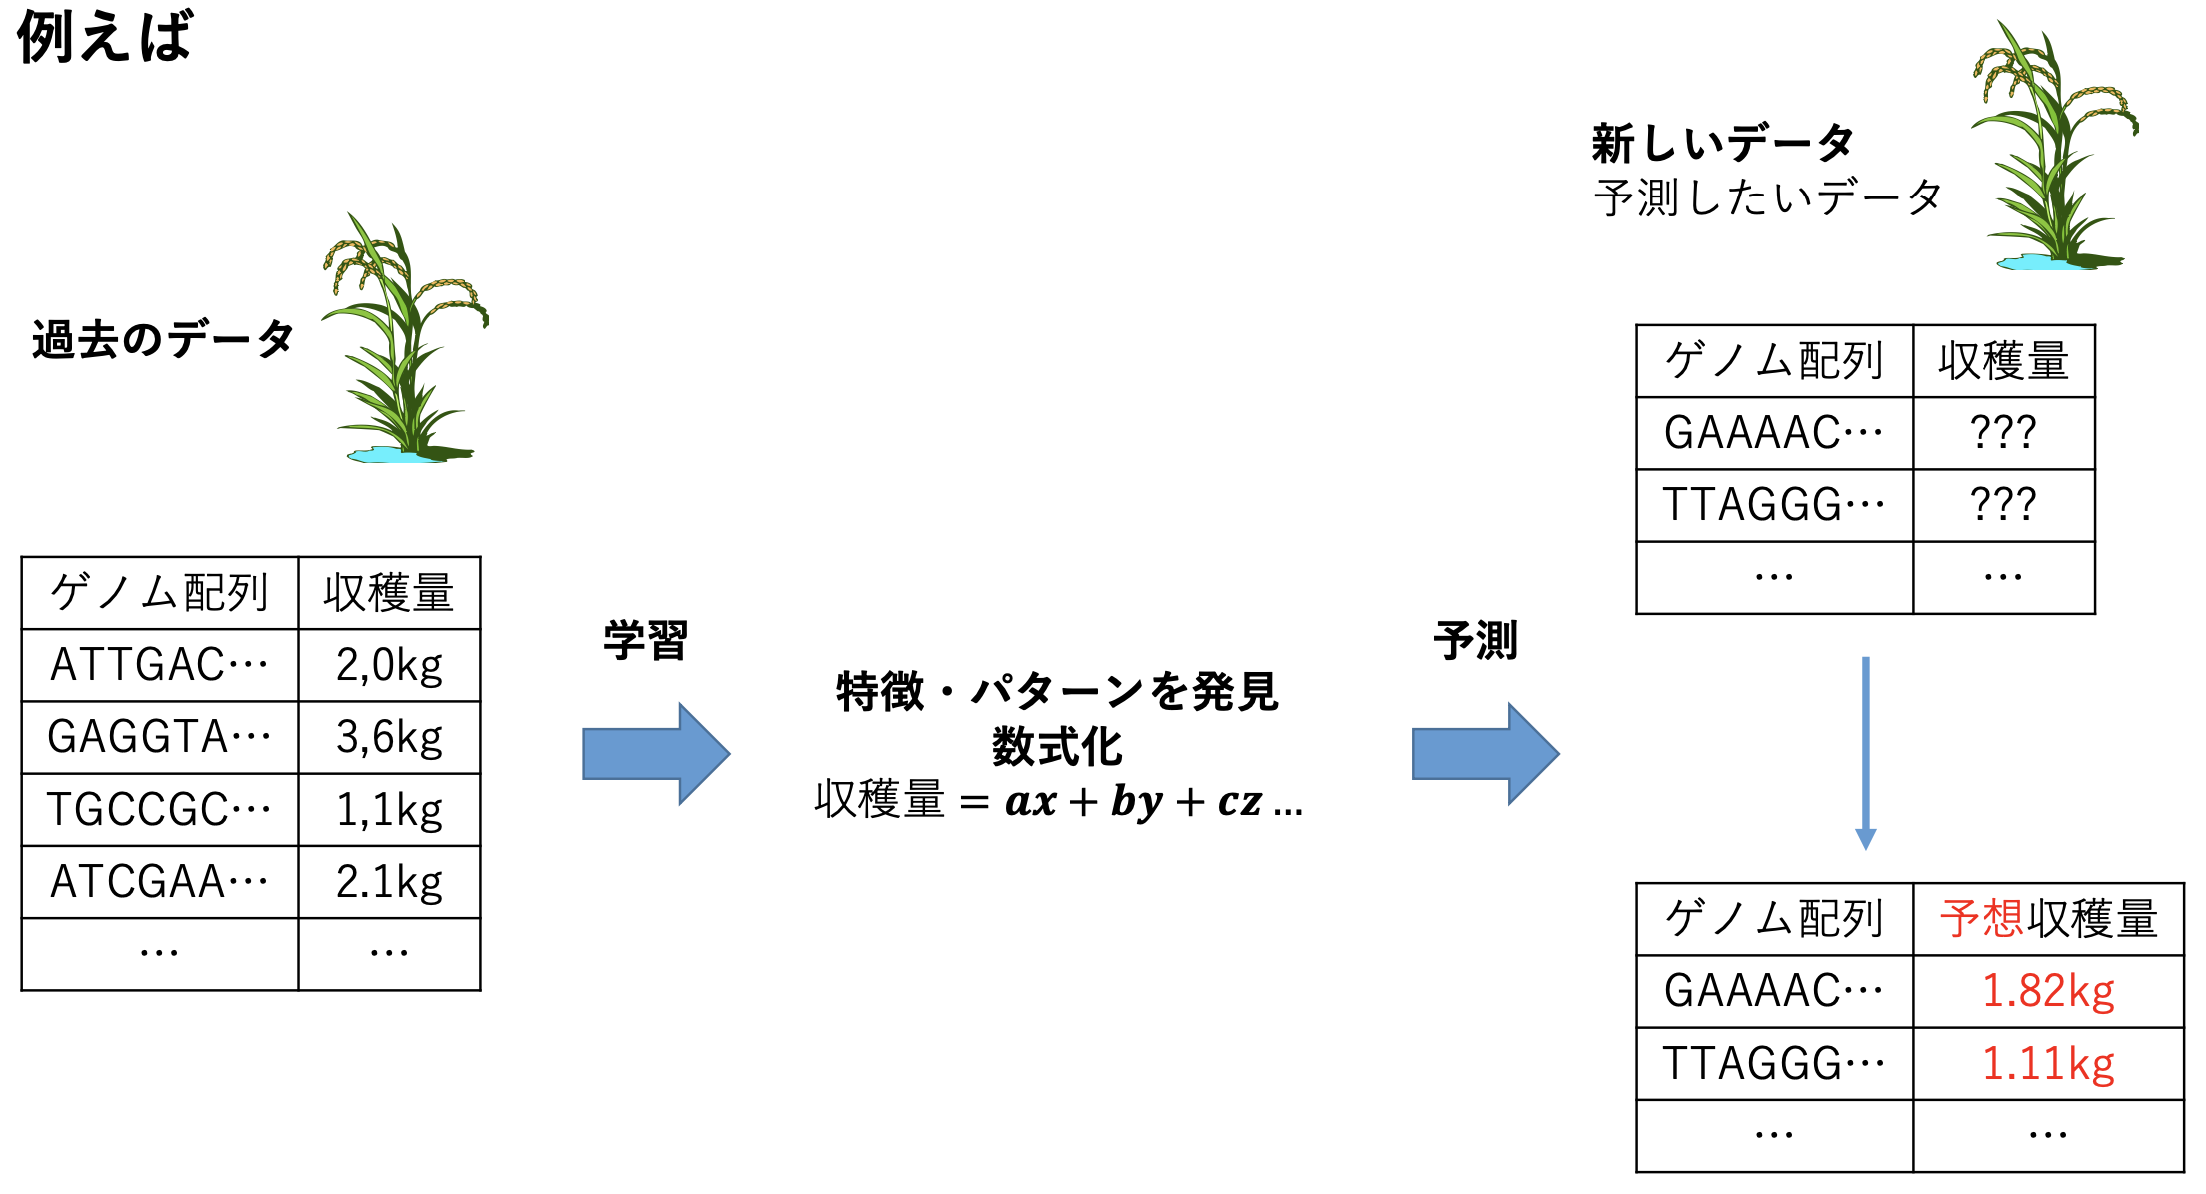 例えば
過去のデータ
ゲノム配列 収穫量
ATTGAC… 2,0kg
GAGGTA… 3,6kg
TGCCGC… 1,1kg
ATCGAA… 2.1kg
… …
学習
特徴・パターンを発見
数式化
収穫量 = ax + by + cz ...
予測
新しいデータ
予測したいデータ
ゲノム配列 収穫量
GAAAAC… ???
TTAGGG… ???
… …
ゲノム配列 予想収穫量
GAAAAC… 1.82kg
TTAGGG… 1.11kg
… …